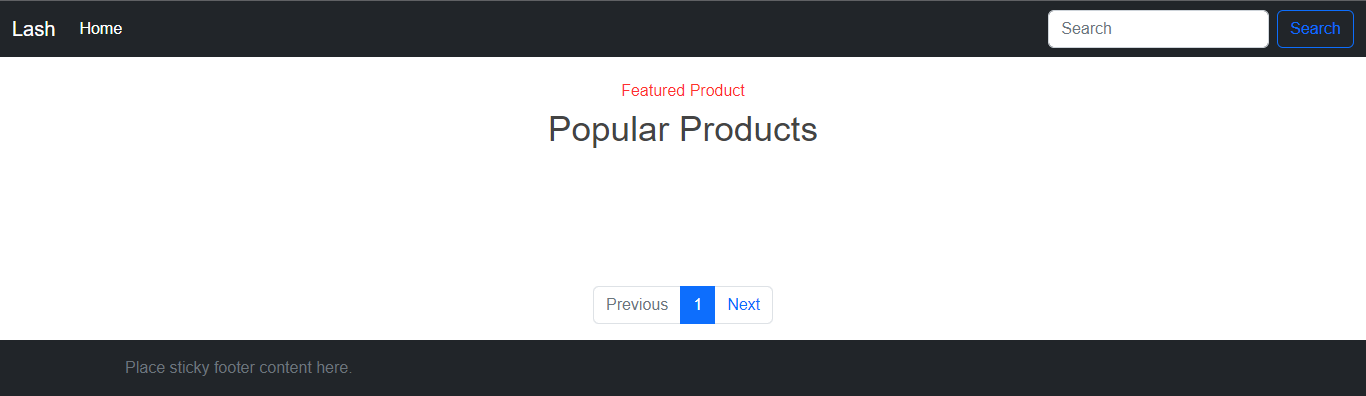 Lash Home Search Search
Featured Product
Popular Products
Previous 1 Next
Place sticky footer content here.